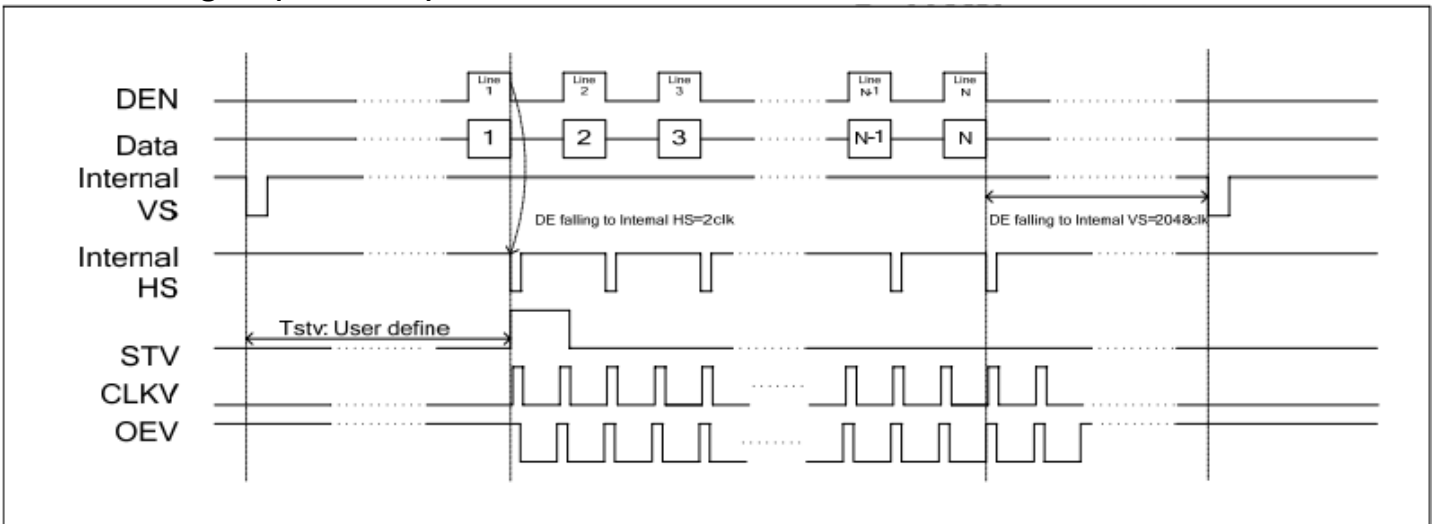 DEN
Line 1
Line 2
Line 3
Line N-1
Line N
Data
1
2
3
N-1
N
Internal
VS
DE falling to Internal HS=2clk
DE falling to Internal VS=2048clk
Internal
HS
Tstv: User define
STV
CLKV
OEV